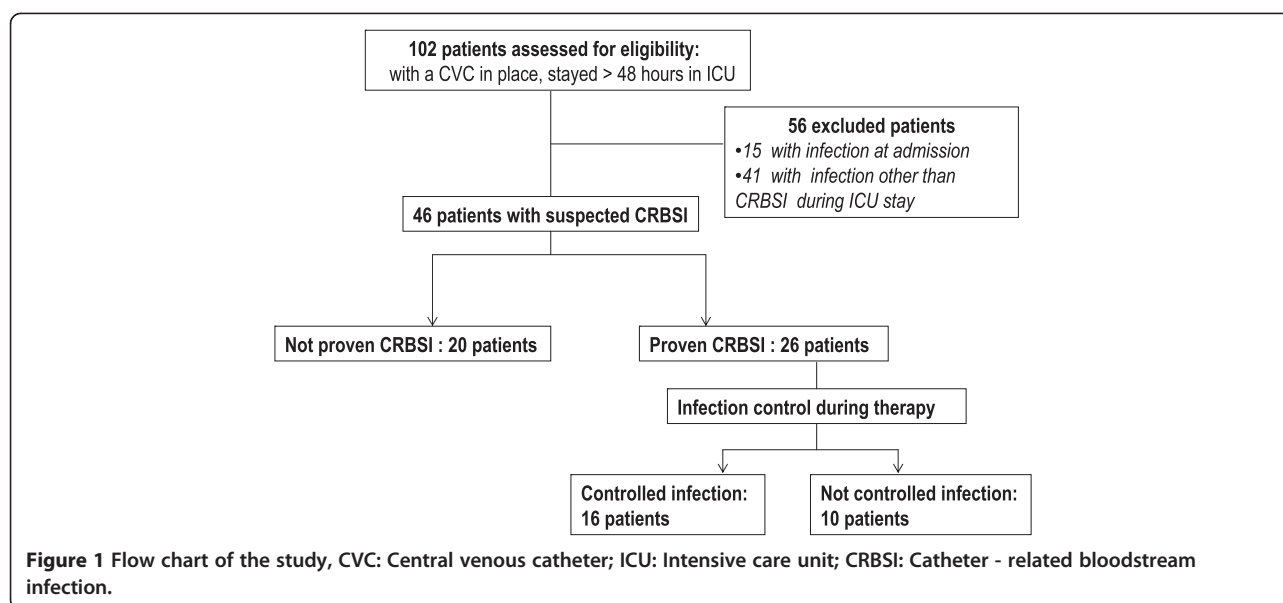 102 patients assessed for eligibility:
with a CVC in place, stayed > 48 hours in ICU
56 excluded patients
•15 with infection at admission
•41 with infection other than
CRBSI during ICU stay
46 patients with suspected CRBSI
Not proven CRBSI : 20 patients
Proven CRBSI : 26 patients
Infection control during therapy
Controlled infection:
16 patients
Not controlled infection:
10 patients
Figure 1 Flow chart of the study, CVC: Central venous catheter; ICU: Intensive care unit; CRBSI: Catheter - related bloodstream
infection.